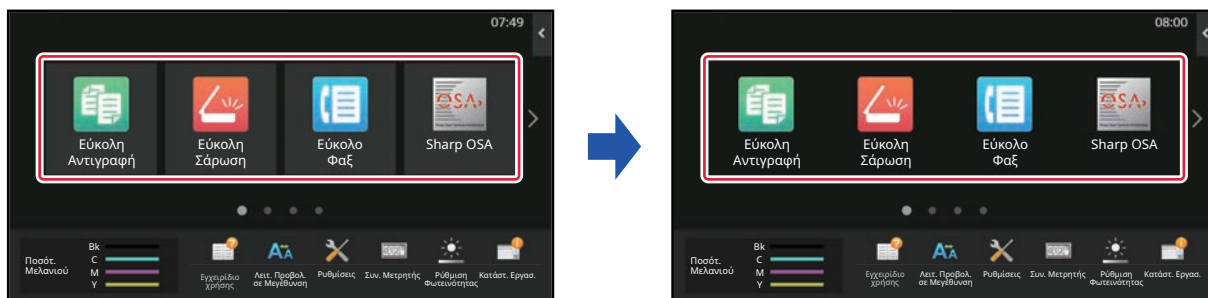 07:49
Εύκολη
Αντιγραφή
Εύκολη
Σάρωση
Εύκολο
Φαξ
OSA
Sharp OSA
Ποσότ.
Μελανιού
Bk
C
M
Y
Εγχειρίδιο
χρήσης
Λειτ. Προβολ.
σε Μεγέθυνση
Ρυθμίσεις
Συν. Μετρητής
Ρύθμιση
Φωτεινότητας
Κατάστ. Εργασ.
08:00
Εύκολη
Αντιγραφή
Εύκολη
Σάρωση
Εύκολο
Φαξ
OSA
Sharp OSA
Ποσότ.
Μελανιού
Bk
C
M
Y
Εγχειρίδιο
χρήσης
Λειτ. Προβολ.
σε Μεγέθυνση
Ρυθμίσεις
Συν. Μετρητής
Ρύθμιση
Φωτεινότητας
Κατάστ. Εργασ.